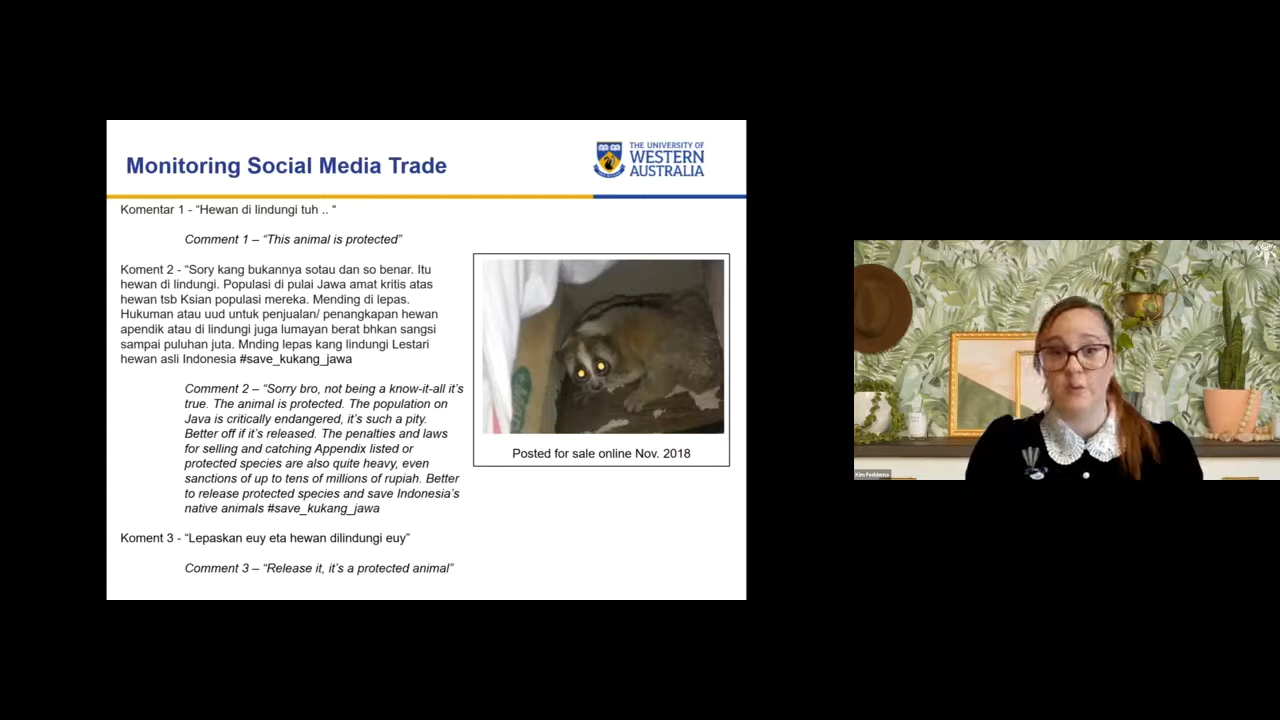 Monitoring Social Media Trade
THE UNIVERSITY OF
WESTERN
AUSTRALIA
Komentar 1 - “Hewan di lindungi tuh .. “
Comment 1 – “This animal is protected”
Koment 2 - “Sory kang bukannya sotau dan so benar. Itu
hewan di lindungi. Populasi di pulai Jawa amat kritis atas
hewan tsb Ksian populasi mereka. Mending di lepas.
Hukuman atau uud untuk penjualan/ penangkapan hewan
apendik atau di lindungi juga lumayan berat bhkan sangsi
sampai puluhan juta. Mnding lepas kang lindungi Lestari
hewan asli Indonesia #save_kukang_jawa
Comment 2 – “Sorry bro, not being a know-it-all it’s
true. The animal is protected. The population on
Java is critically endangered, it’s such a pity.
Better off if it’s released. The penalties and laws
for selling and catching Appendix listed or
protected species are also quite heavy, even
sanctions of up to tens of millions of rupiah. Better
to release protected species and save Indonesia’s
native animals #save_kukang_jawa
Koment 3 - “Lepaskan euy eta hewan dilindungi euy”
Comment 3 – “Release it, it’s a protected animal”
Posted for sale online Nov. 2018
Kim Feddema